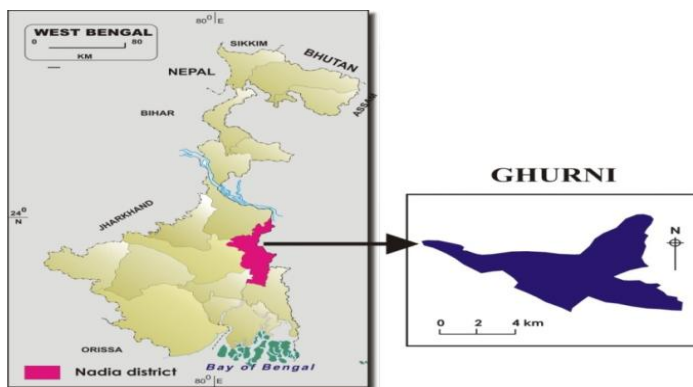 80° E
WEST BENGAL
0 80
KM
SIKKIM
BHUTAN
NEPAL
ASSAM
BIHAR
24°
N
JHARKHAND
ORISSA
Bay of Bengal
Nadia district
80° E
GHURNI
N
0 2 4 km